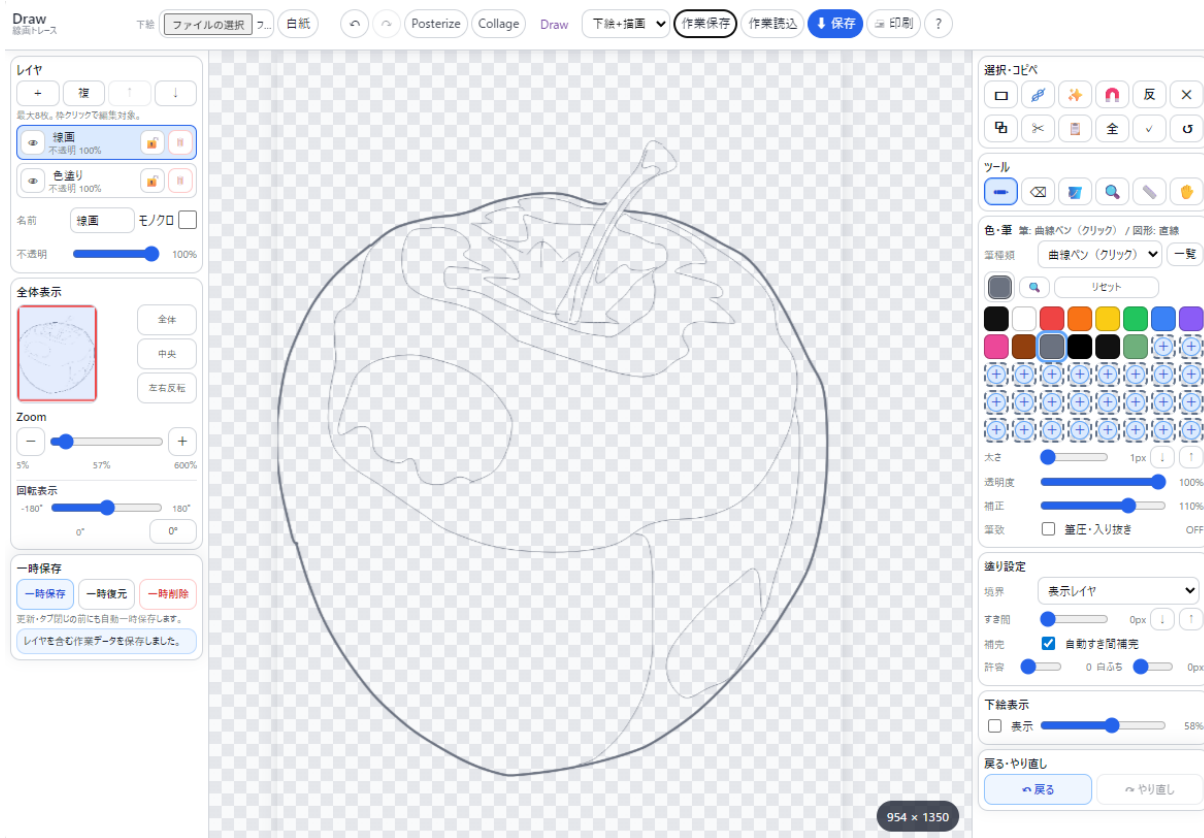 Draw
線画トレース
下絵 ファイルの選択 フ... 白紙 Posterize Collage Draw 下絵+描画 作業保存 作業読込 保存 印刷 ?
レイヤ
+ 複 ↑ ↓
最大8枚。枠クリックで編集対象。
線画
不透明 100%
色塗り
不透明 100%
名前 線画 モノクロ
不透明 100%
全体表示
全体
中央
左右反転
Zoom
− +
5% 57% 600%
回転表示
-180° 180°
0° 0°
一時保存
一時保存 一時復元 一時削除
更新・タブ閉じの前にも自動一時保存します。
レイヤを含む作業データを保存しました。
954 × 1350
選択・コピペ
反
全
ツール
色・筆 筆: 曲線ペン（クリック） / 図形: 直線
筆種類 曲線ペン（クリック） 一覧
リセット
太さ 1px ↓ ↑
透明度 100%
補正 110%
筆致 筆圧・入り抜き OFF
塗り設定
境界 表示レイヤ
すき間 0px ↓ ↑
補完 自動すき間補完
許容 0 白ふち 0px
下絵表示
表示 58%
戻る・やり直し
戻る やり直し